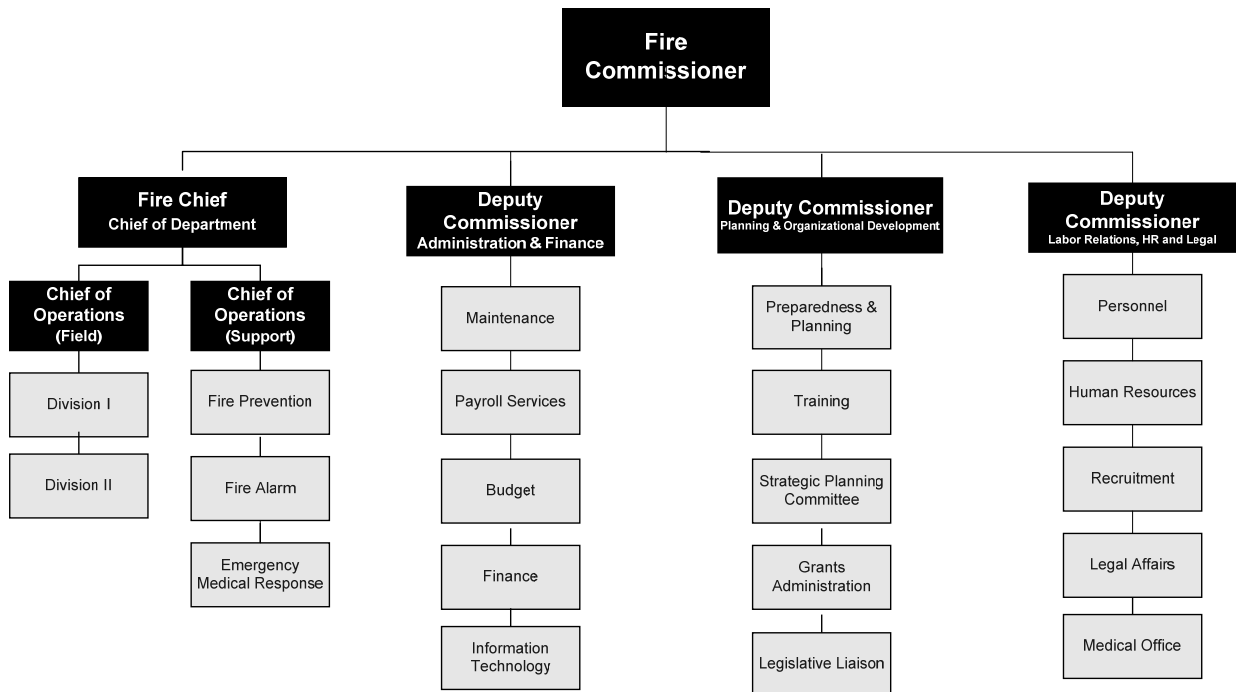 Fire
Commissioner
Fire Chief
Chief of Department
Deputy
Commissioner
Administration & Finance
Deputy Commissioner
Planning & Organizational Development
Deputy
Commissioner
Labor Relations, HR and Legal
Chief of
Operations
(Field)
Chief of
Operations
(Support)
Division I
Division II
Fire Prevention
Fire Alarm
Emergency
Medical Response
Maintenance
Payroll Services
Budget
Finance
Information
Technology
Preparedness &
Planning
Training
Strategic Planning
Committee
Grants
Administration
Legislative Liaison
Personnel
Human Resources
Recruitment
Legal Affairs
Medical Office